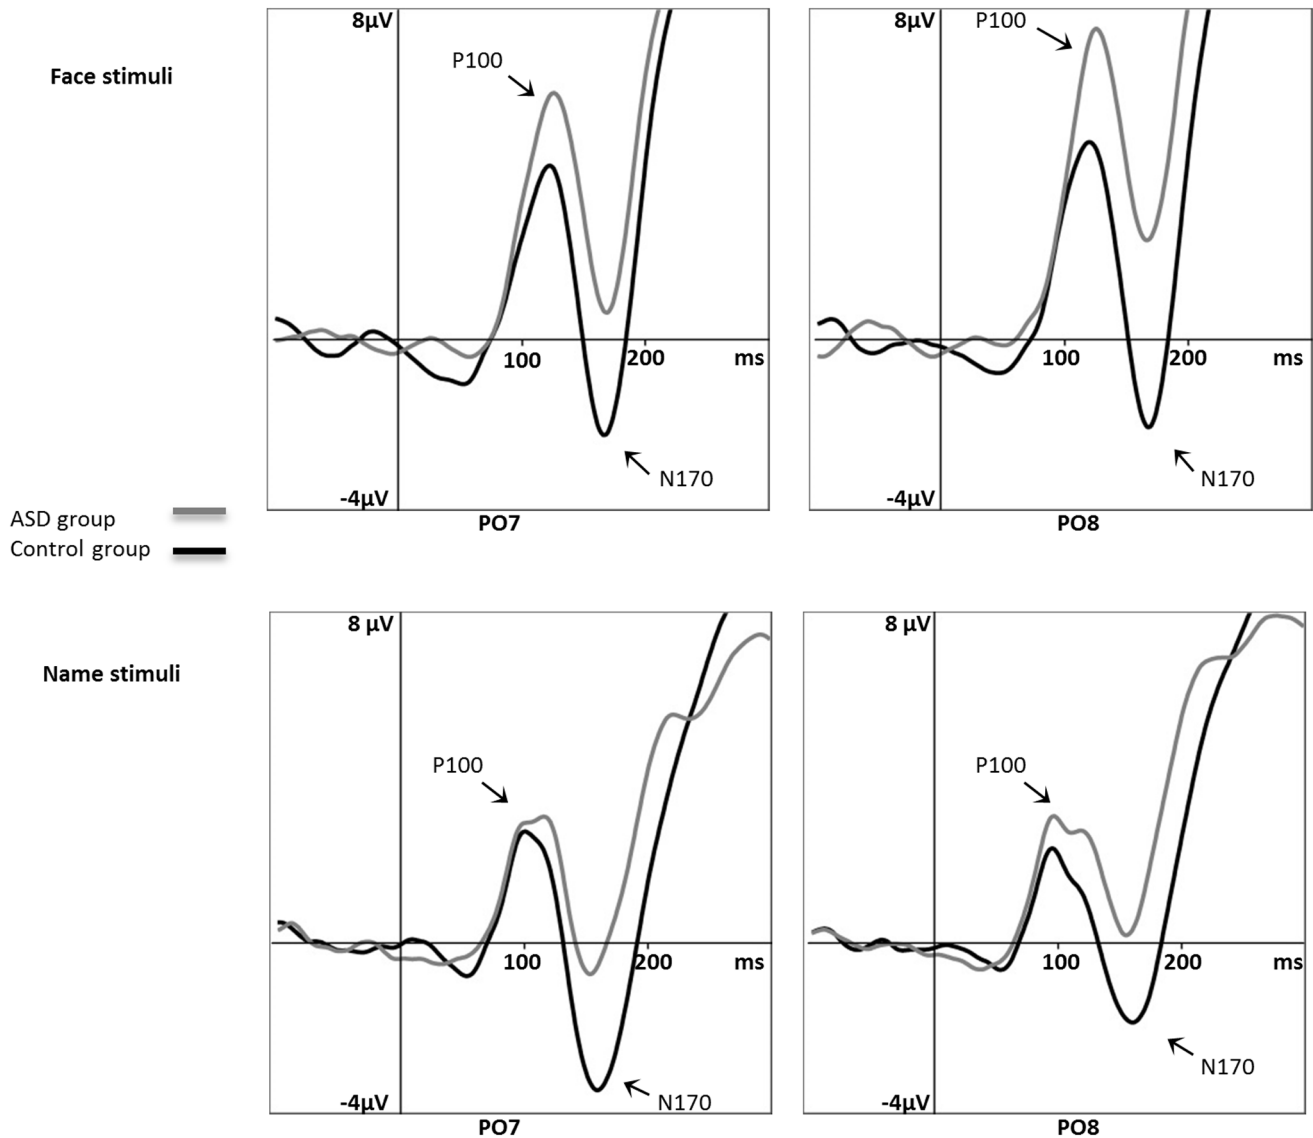 8µV
8µV
P100
P100
Face stimuli
100
200
ms
100
200
ms
N170
N170
-4µV
-4µV
PO7
PO8
ASD group
Control group
8 µV
8 µV
Name stimuli
P100
P100
100
200
ms
100
200
ms
N170
N170
-4µV
-4µV
PO7
PO8